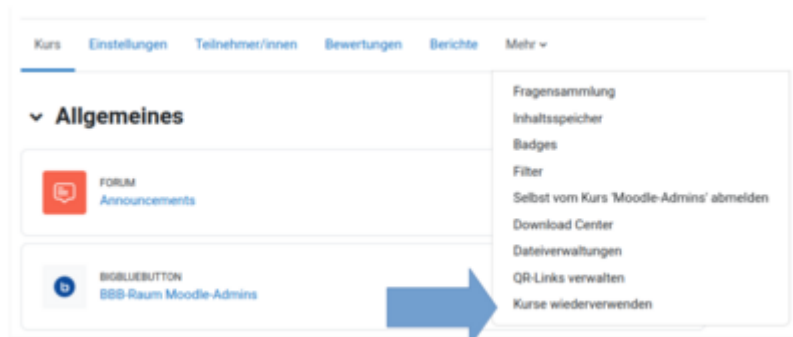 Kurs Einstellungen Teilnehmer/innen Bewertungen Berichte Mehr
Fragensammlung
Inhaltsspeicher
Badges
Filter
Selbst vom Kurs 'Moodle-Admins' abmelden
Download Center
Dateiverwaltungen
QR-Links verwalten
Kurse wiederverwenden
Allgemeines
FORUM
Announcements
BIGBLUEBUTTON
BBB-Raum Moodle-Admins
b